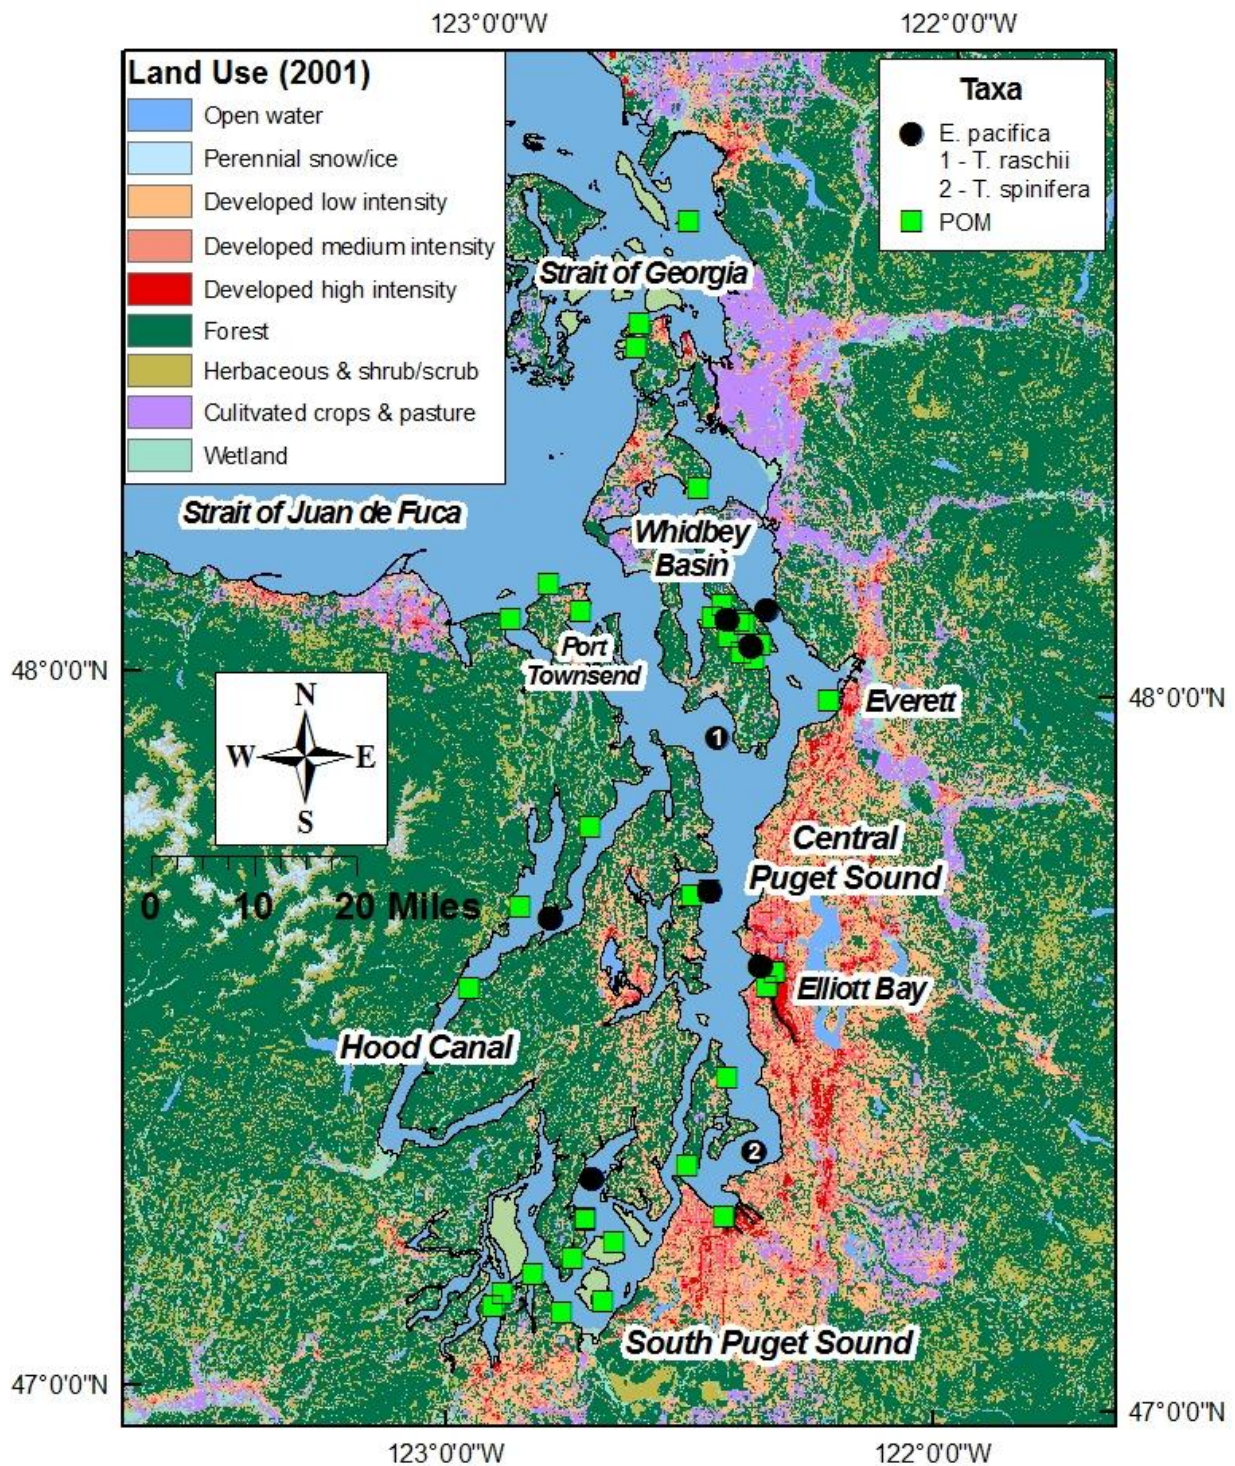 123°0'0"W
122°0'0"W
Land Use (2001)
Open water
Perennial snow/ice
Developed low intensity
Developed medium intensity
Developed high intensity
Forest
Herbaceous & shrub/scrub
Culitvated crops & pasture
Wetland
Taxa
E. pacifica
1 - T. raschii
2 - T. spinifera
POM
Strait of Georgia
Strait of Juan de Fuca
Whidbey
Basin
Port
Townsend
48°0'0"N
48°0'0"N
Everett
N
W
E
S
1
Central
Puget Sound
0
10
20 Miles
Elliott Bay
Hood Canal
2
South Puget Sound
47°0'0"N
47°0'0"N
123°0'0"W
122°0'0"W